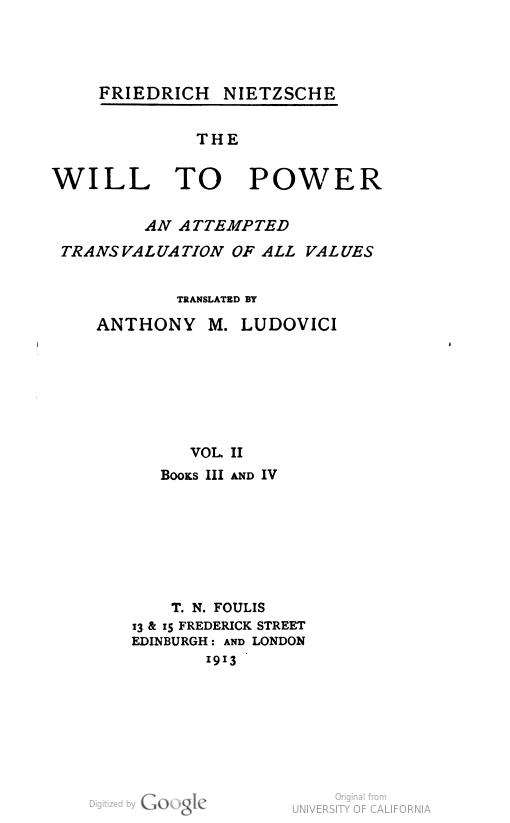 FRIEDRICH NIETZSCHE
THE
WILL TO POWER
AN ATTEMPTED
TRANSVALUATION OF ALL VALUES
TRANSLATED BY
ANTHONY M. LUDOVICI
VOL. II
BOOKS III AND IV
T. N. FOULIS
13 & 15 FREDERICK STREET
EDINBURGH: AND LONDON
1913
Digitized by Google
Original from
UNIVERSITY OF CALIFORNIA